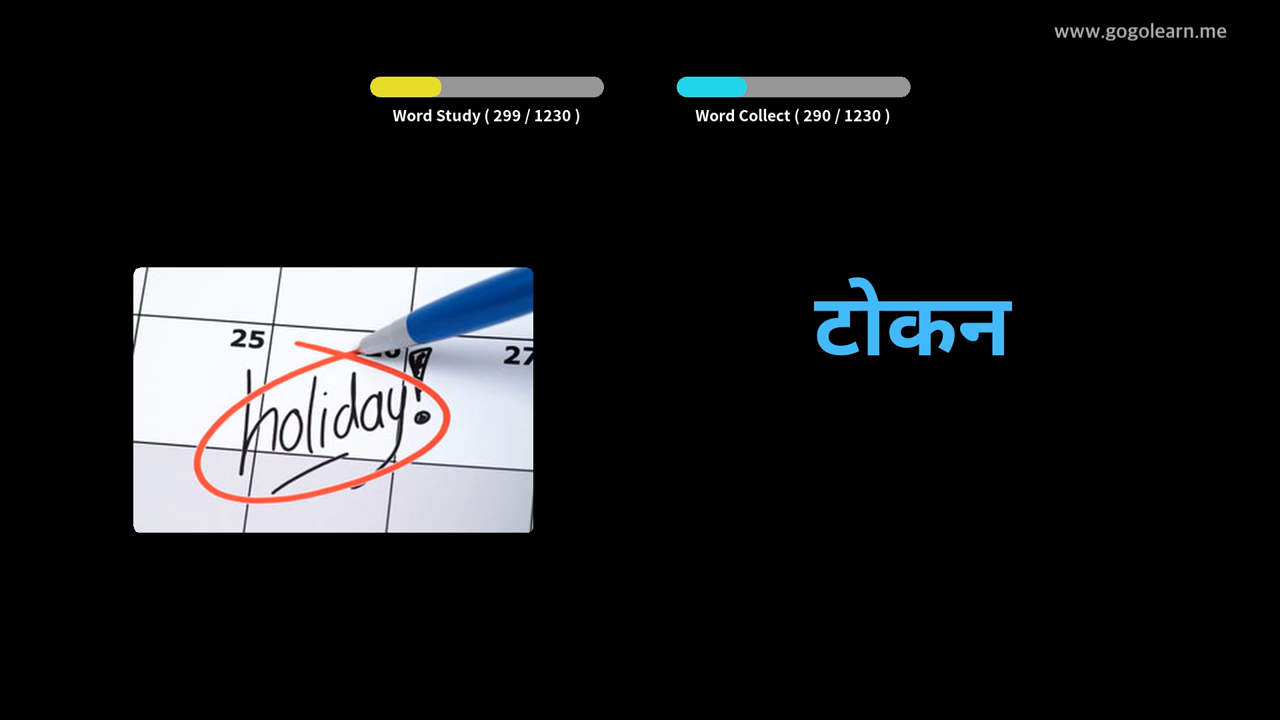 www.gogolearn.me
Word Study ( 299 / 1230 )
Word Collect ( 290 / 1230 )
25
27
holiday!
टोकन